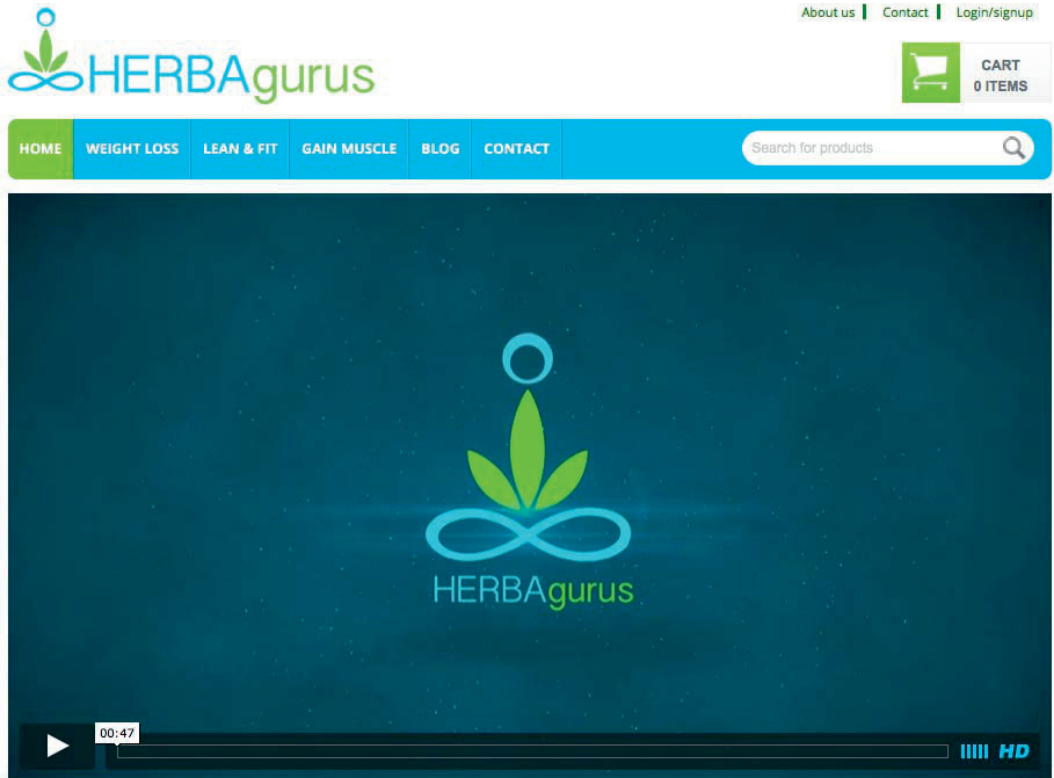 About us Contact Login/signup
HERBAgurus
CART
0 ITEMS
HOME WEIGHT LOSS LEAN & FIT GAIN MUSCLE BLOG CONTACT Search for products
HERBAgurus
00:47
HD